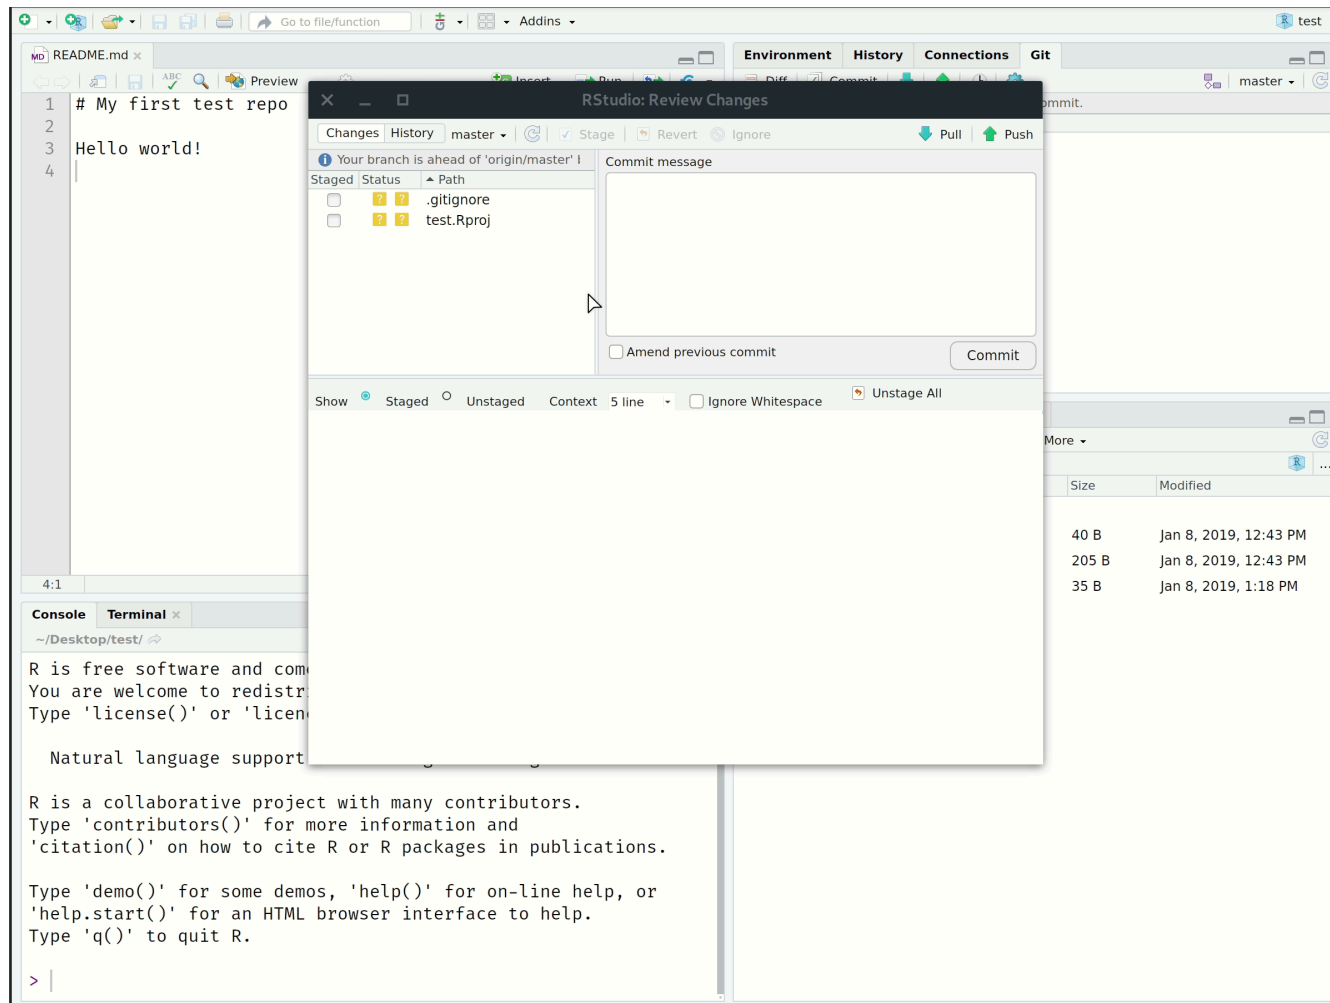 Go to file/function
Addins
test
README.md
Environment History Connections Git
ABC
Preview
Insert
Run
Diff
Commit
master
1 # My first test repo
2
3 Hello world!
4
ommit.
RStudio: Review Changes
Changes History master Stage Revert Ignore Pull Push
Your branch is ahead of 'origin/master' b
Commit message
Staged Status Path
? ? .gitignore
? ? test.Rproj
Amend previous commit
Commit
Show Staged Unstaged Context 5 line Ignore Whitespace Unstage All
More
...
Size Modified
40 B Jan 8, 2019, 12:43 PM
205 B Jan 8, 2019, 12:43 PM
35 B Jan 8, 2019, 1:18 PM
4:1
Console Terminal
~/Desktop/test/
R is free software and com
You are welcome to redistr
Type 'license()' or 'licen
Natural language support
R is a collaborative project with many contributors.
Type 'contributors()' for more information and
'citation()' on how to cite R or R packages in publications.
Type 'demo()' for some demos, 'help()' for on-line help, or
'help.start()' for an HTML browser interface to help.
Type 'q()' to quit R.
>